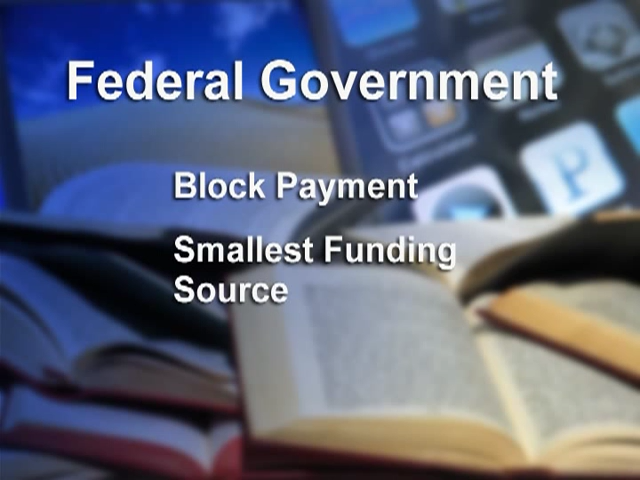 Federal Government
Block Payment
Smallest Funding
Source